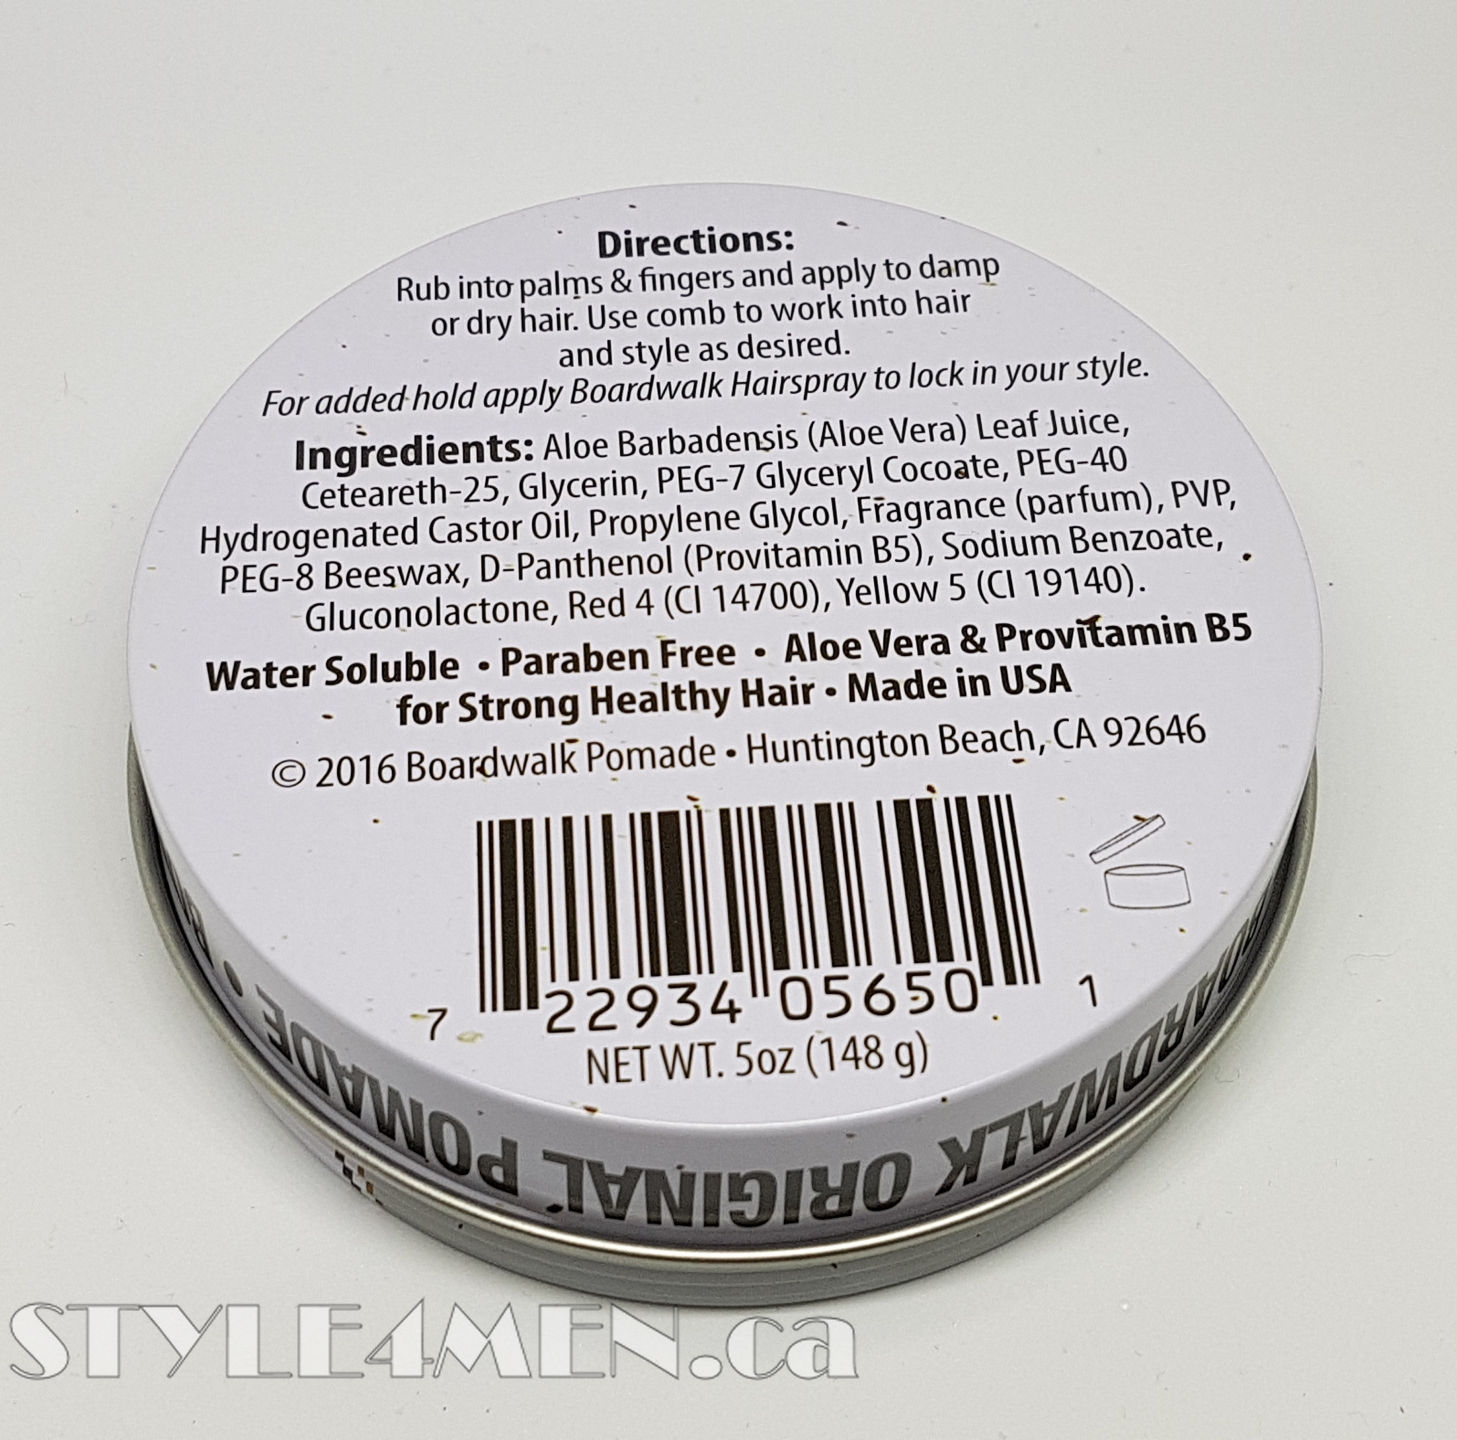 Directions:
Rub into palms & fingers and apply to damp
or dry hair. Use comb to work into hair
and style as desired.
For added hold apply Boardwalk Hairspray to lock in your style.
Ingredients: Aloe Barbadensis (Aloe Vera) Leaf Juice,
Ceteareth-25, Glycerin, PEG-7 Glyceryl Cocoate, PEG-40
Hydrogenated Castor Oil, Propylene Glycol, Fragrance (parfum), PVP,
PEG-8 Beeswax, D-Panthenol (Provitamin B5), Sodium Benzoate,
Gluconolactone, Red 4 (CI 14700), Yellow 5 (CI 19140).
Water Soluble • Paraben Free • Aloe Vera & Provitamin B5
for Strong Healthy Hair • Made in USA
© 2016 Boardwalk Pomade • Huntington Beach, CA 92646
7 22934 05650 1
NET WT. 5oz (148 g)
BOARDWALK ORIGINAL POMADE •
STYLE4MEN.ca